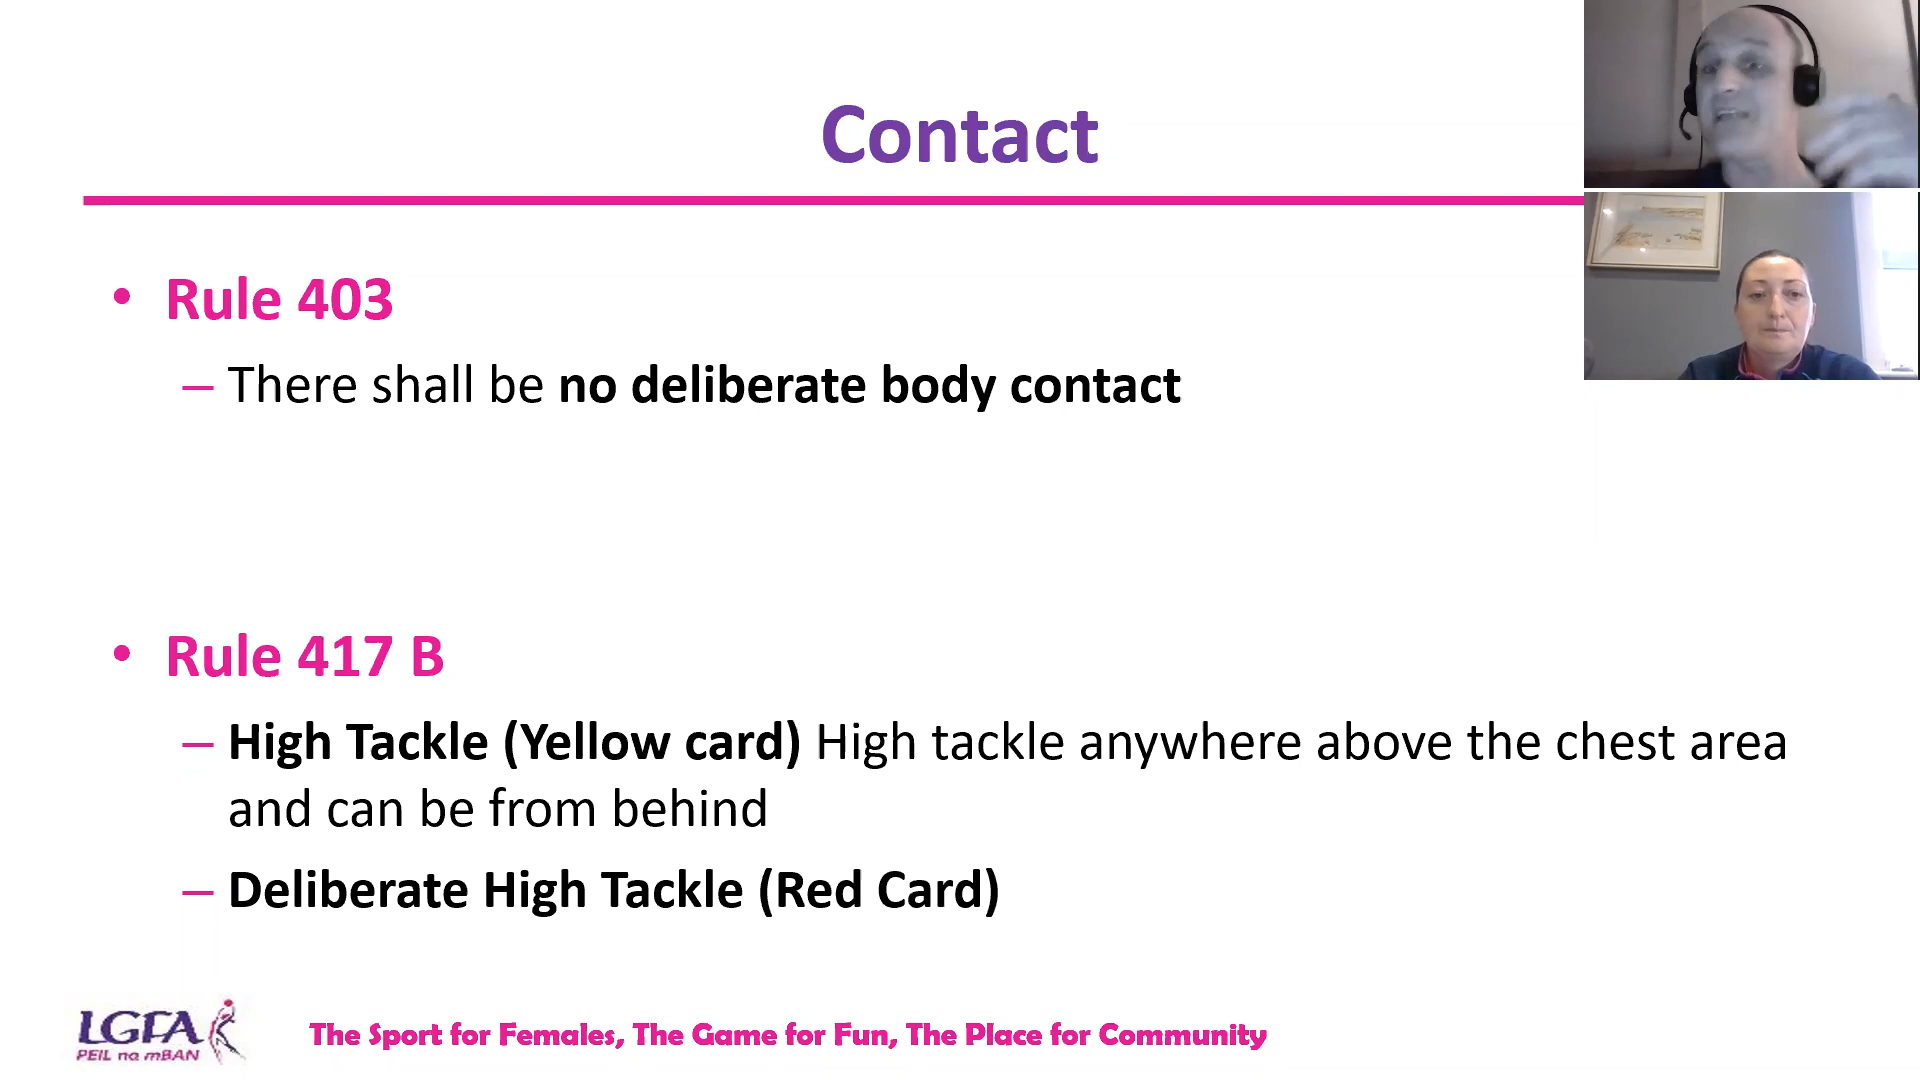 Contact
• Rule 403
– There shall be no deliberate body contact
• Rule 417 B
– High Tackle (Yellow card) High tackle anywhere above the chest area
and can be from behind
– Deliberate High Tackle (Red Card)
LGFA
PEIL na mBAN
The Sport for Females, The Game for Fun, The Place for Community